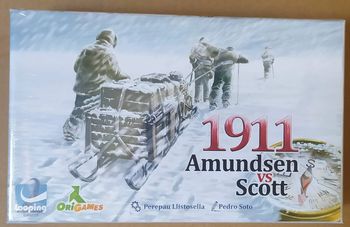 1911
Amundsen
vs
Scott
Looping
ORIGAMES
Perepau Llistosella
Pedro Soto